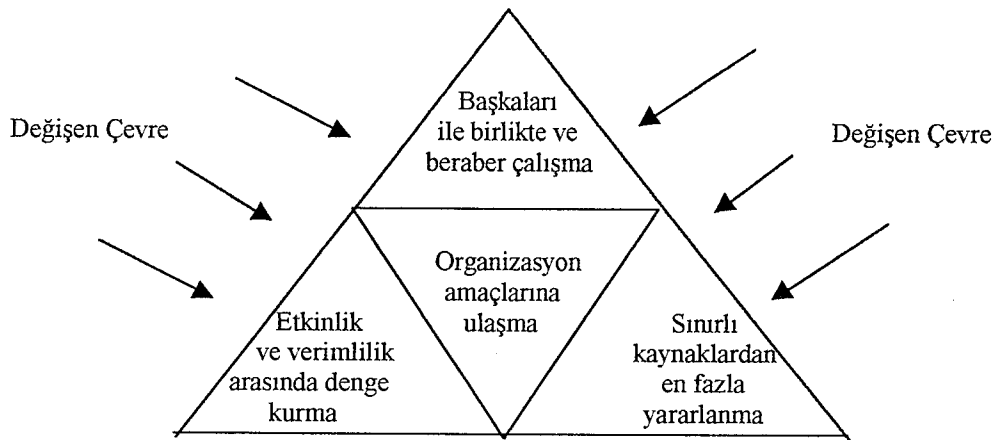 Başkaları
ile birlikte ve
beraber çalışma
Değişen Çevre
Değişen Çevre
Organizasyon
amaçlarına
ulaşma
Etkinlik
ve verimlilik
arasında denge
kurma
Sınırlı
kaynaklardan
en fazla
yararlanma